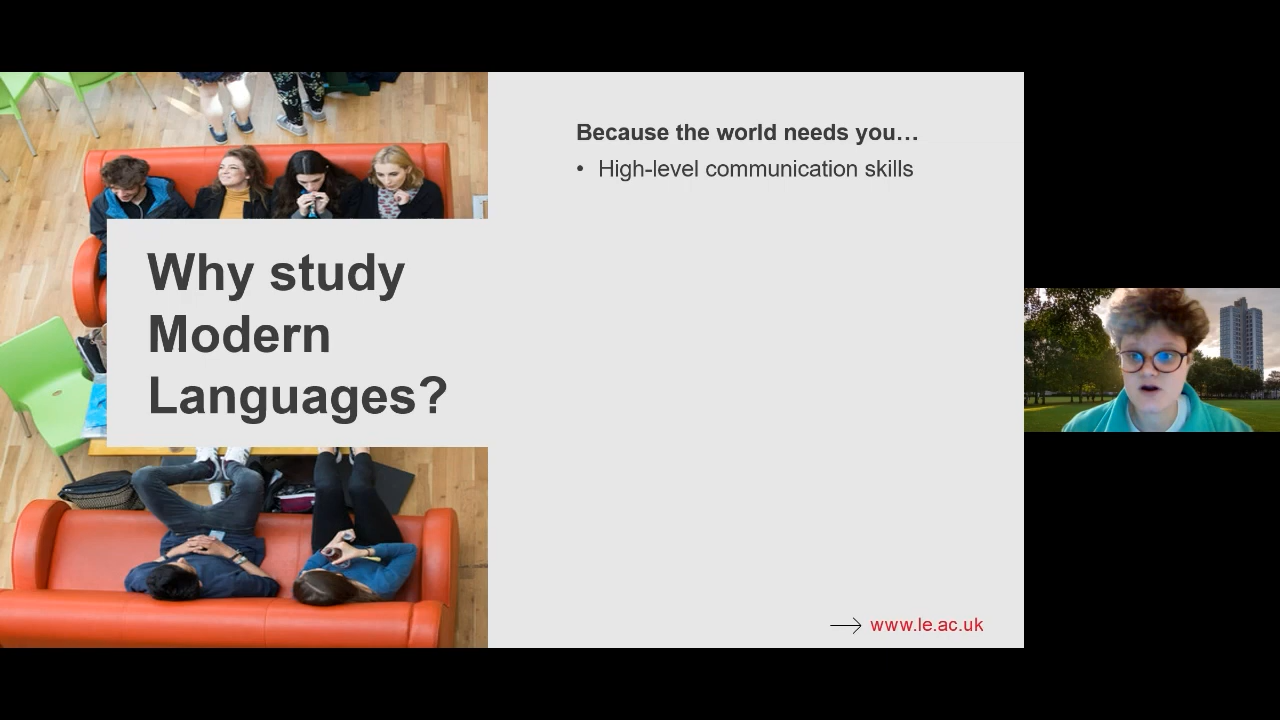 Why study
Modern
Languages?
Because the world needs you…
• High-level communication skills
www.le.ac.uk